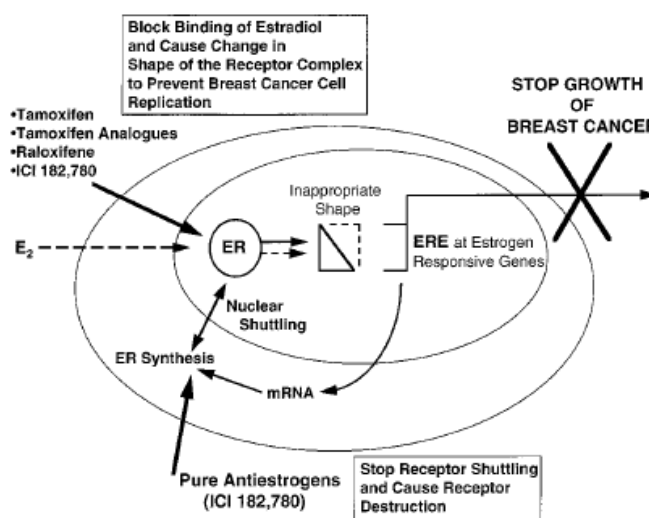 Block Binding of Estradiol
and Cause Change in
Shape of the Receptor Complex
to Prevent Breast Cancer Cell
Replication
STOP GROWTH
OF
BREAST CANCER
•Tamoxifen
•Tamoxifen Analogues
•Raloxifene
•ICI 182,780
Inappropriate
Shape
E2
ER
ERE at Estrogen
Responsive Genes
Nuclear
Shuttling
ER Synthesis
mRNA
Pure Antiestrogens
(ICI 182,780)
Stop Receptor Shuttling
and Cause Receptor
Destruction